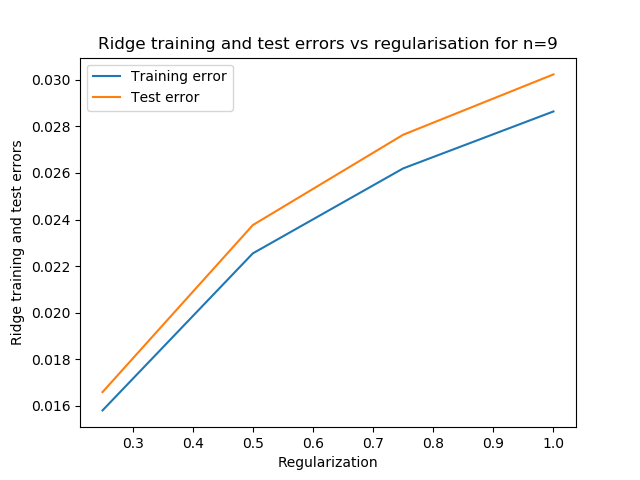 Ridge training and test errors vs regularisation for n=9
Training error
Test error
Ridge training and test errors
0.030
0.028
0.026
0.024
0.022
0.020
0.018
0.016
0.3 0.4 0.5 0.6 0.7 0.8 0.9 1.0
Regularization